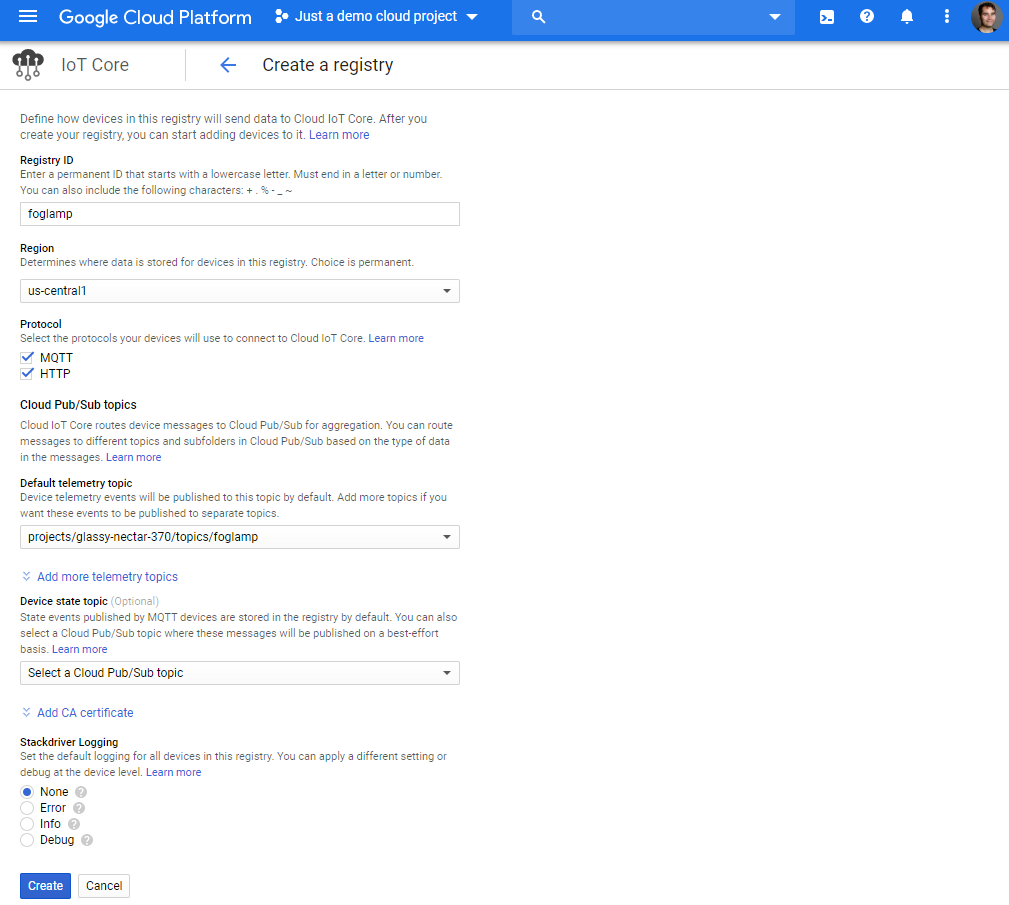 Google Cloud Platform
Just a demo cloud project
IoT Core
Create a registry
Define how devices in this registry will send data to Cloud IoT Core. After you
create your registry, you can start adding devices to it. Learn more
Registry ID
Enter a permanent ID that starts with a lowercase letter. Must end in a letter or number.
You can also include the following characters: + . % - _ ~
foglamp
Region
Determines where data is stored for devices in this registry. Choice is permanent.
us-central1
Protocol
Select the protocols your devices will use to connect to Cloud IoT Core. Learn more
MQTT
HTTP
Cloud Pub/Sub topics
Cloud IoT Core routes device messages to Cloud Pub/Sub for aggregation. You can route
messages to different topics and subfolders in Cloud Pub/Sub based on the type of data
in the messages. Learn more
Default telemetry topic
Device telemetry events will be published to this topic by default. Add more topics if you
want these events to be published to separate topics.
projects/glassy-nectar-370/topics/foglamp
Add more telemetry topics
Device state topic (Optional)
State events published by MQTT devices are stored in the registry by default. You can also
select a Cloud Pub/Sub topic where these messages will be published on a best-effort
basis. Learn more
Select a Cloud Pub/Sub topic
Add CA certificate
Stackdriver Logging
Set the default logging for all devices in this registry. You can apply a different setting or
debug at the device level. Learn more
None ?
Error ?
Info ?
Debug ?
Create Cancel